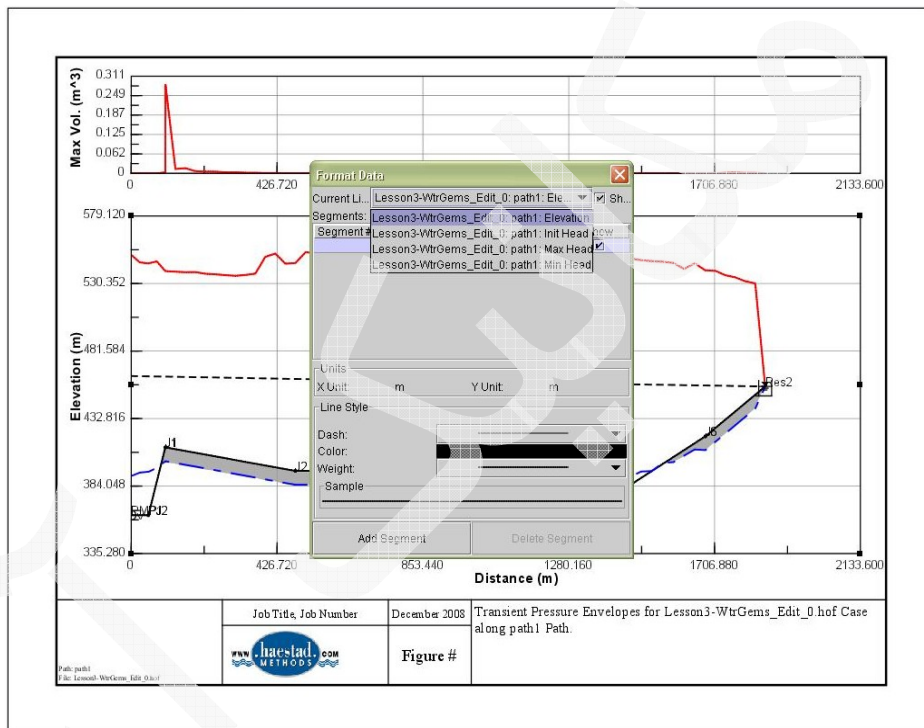 Max Vol. (m^3)
0.311
0.249
0.187
0.125
0.062
0
0
426.720
1706.880
2133.600
Format Data
Current Li...
Lesson3-WtrGems_Edit_0: path1: Ele...
Sh...
Segments:
Lesson3-WtrGems_Edit_0: path1: Elevation
Segment #
Lesson3-WtrGems_Edit_0: path1: Init Head
Lesson3-WtrGems_Edit_0: path1: Max Head
Lesson3-WtrGems_Edit_0: path1: Min Head
Units
X Unit: m
Y Unit: m
Line Style
Dash:
Color:
Weight:
Sample
Add Segment
Delete Segment
Elevation (m)
579.120
530.352
481.584
432.816
384.048
335.280
J1
J2
Res2
0
426.720
853.440
1280.160
1706.880
2133.600
Distance (m)
Job Title, Job Number
December 2008
Transient Pressure Envelopes for Lesson3-WtrGems_Edit_0.hof Case
along path1 Path.
www.haestad.com
METHODS
Figure #
Path: path1
File: Lesson3-WtrGems_Edit_0.hof